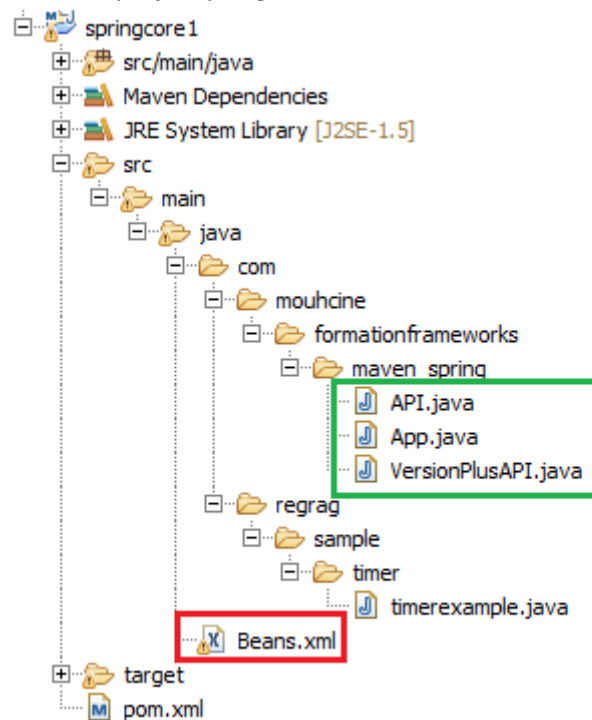 springcore1
src/main/java
Maven Dependencies
JRE System Library [J2SE-1.5]
src
main
java
com
mouhcine
formationframeworks
maven_spring
API.java
App.java
VersionPlusAPI.java
regrag
sample
timer
timerexample.java
Beans.xml
target
pom.xml